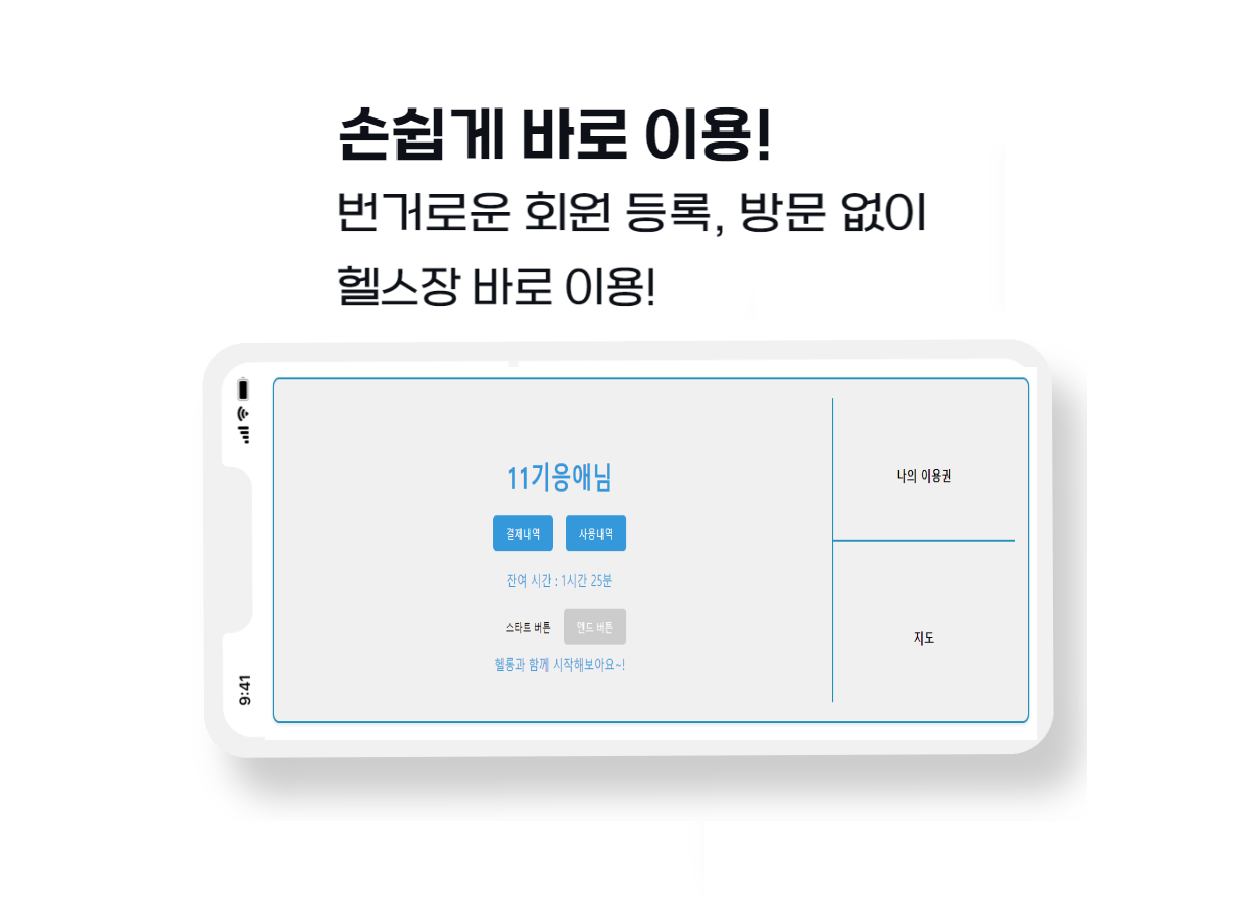 손쉽게 바로 이용!
번거로운 회원 등록, 방문 없이
헬스장 바로 이용!
9:41
11기응애님
결제내역 사용내역
잔여 시간 : 1시간 25분
스타트 버튼 엔드 버튼
헬롱과 함께 시작해보아요~!
나의 이용권
지도